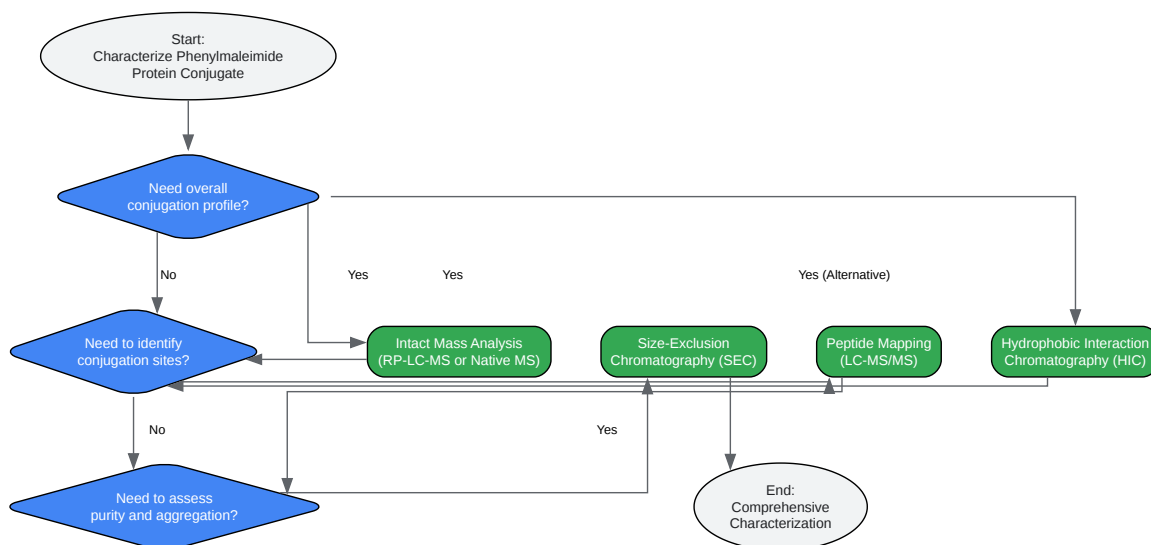 Start:
Characterize Phenylmaleimide
Protein Conjugate
Need overall
conjugation profile?
No
Yes
Yes
Yes (Alternative)
Need to identify
conjugation sites?
Intact Mass Analysis
(RP-LC-MS or Native MS)
Size-Exclusion
Chromatography (SEC)
Peptide Mapping
(LC-MS/MS)
Hydrophobic Interaction
Chromatography (HIC)
No
Yes
Need to assess
purity and aggregation?
End:
Comprehensive
Characterization